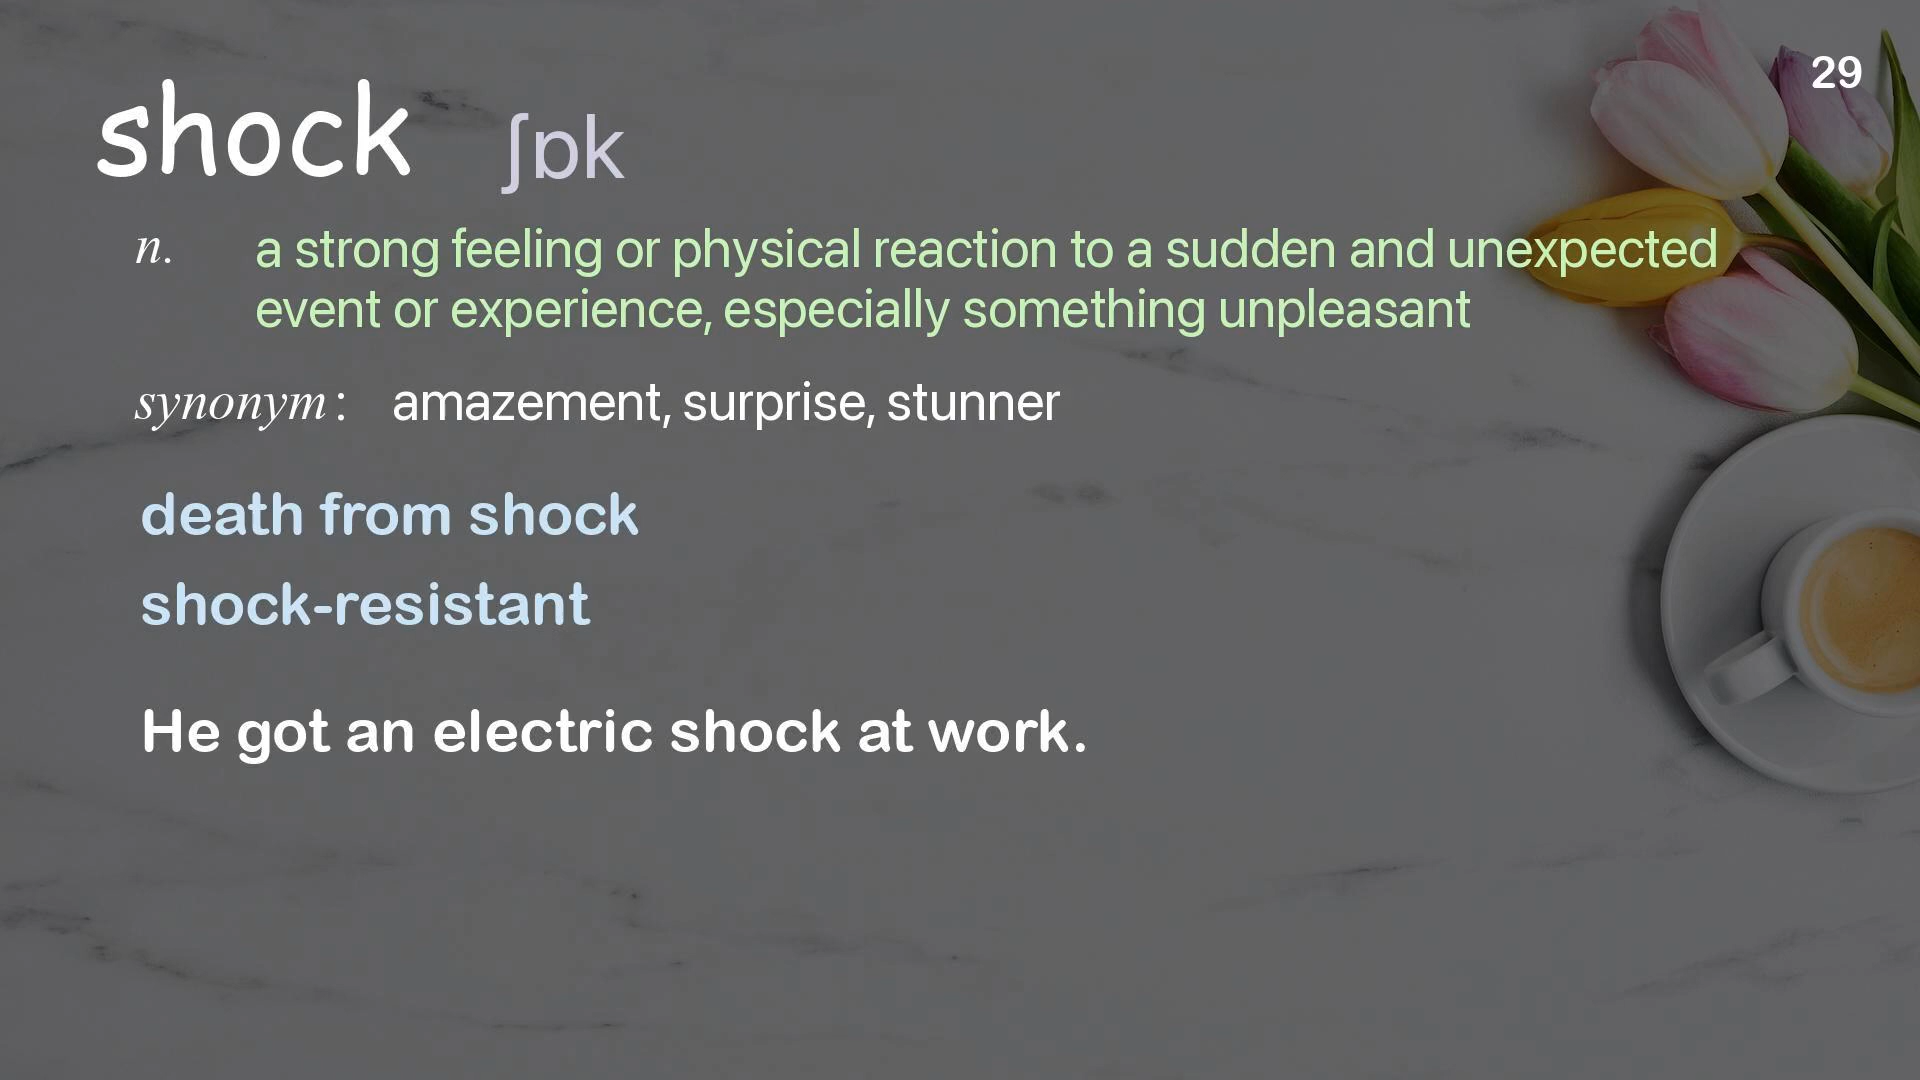 29
shock ʃɒk
n. a strong feeling or physical reaction to a sudden and unexpected
event or experience, especially something unpleasant
synonym: amazement, surprise, stunner
death from shock
shock-resistant
He got an electric shock at work.